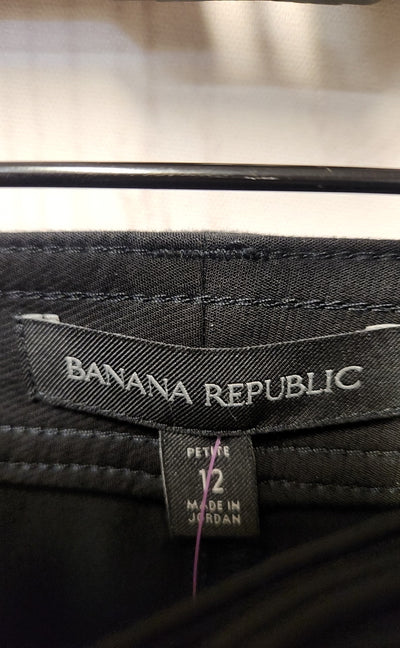 BANANA REPUBLIC
PETITE
12
MADE IN
JORDAN